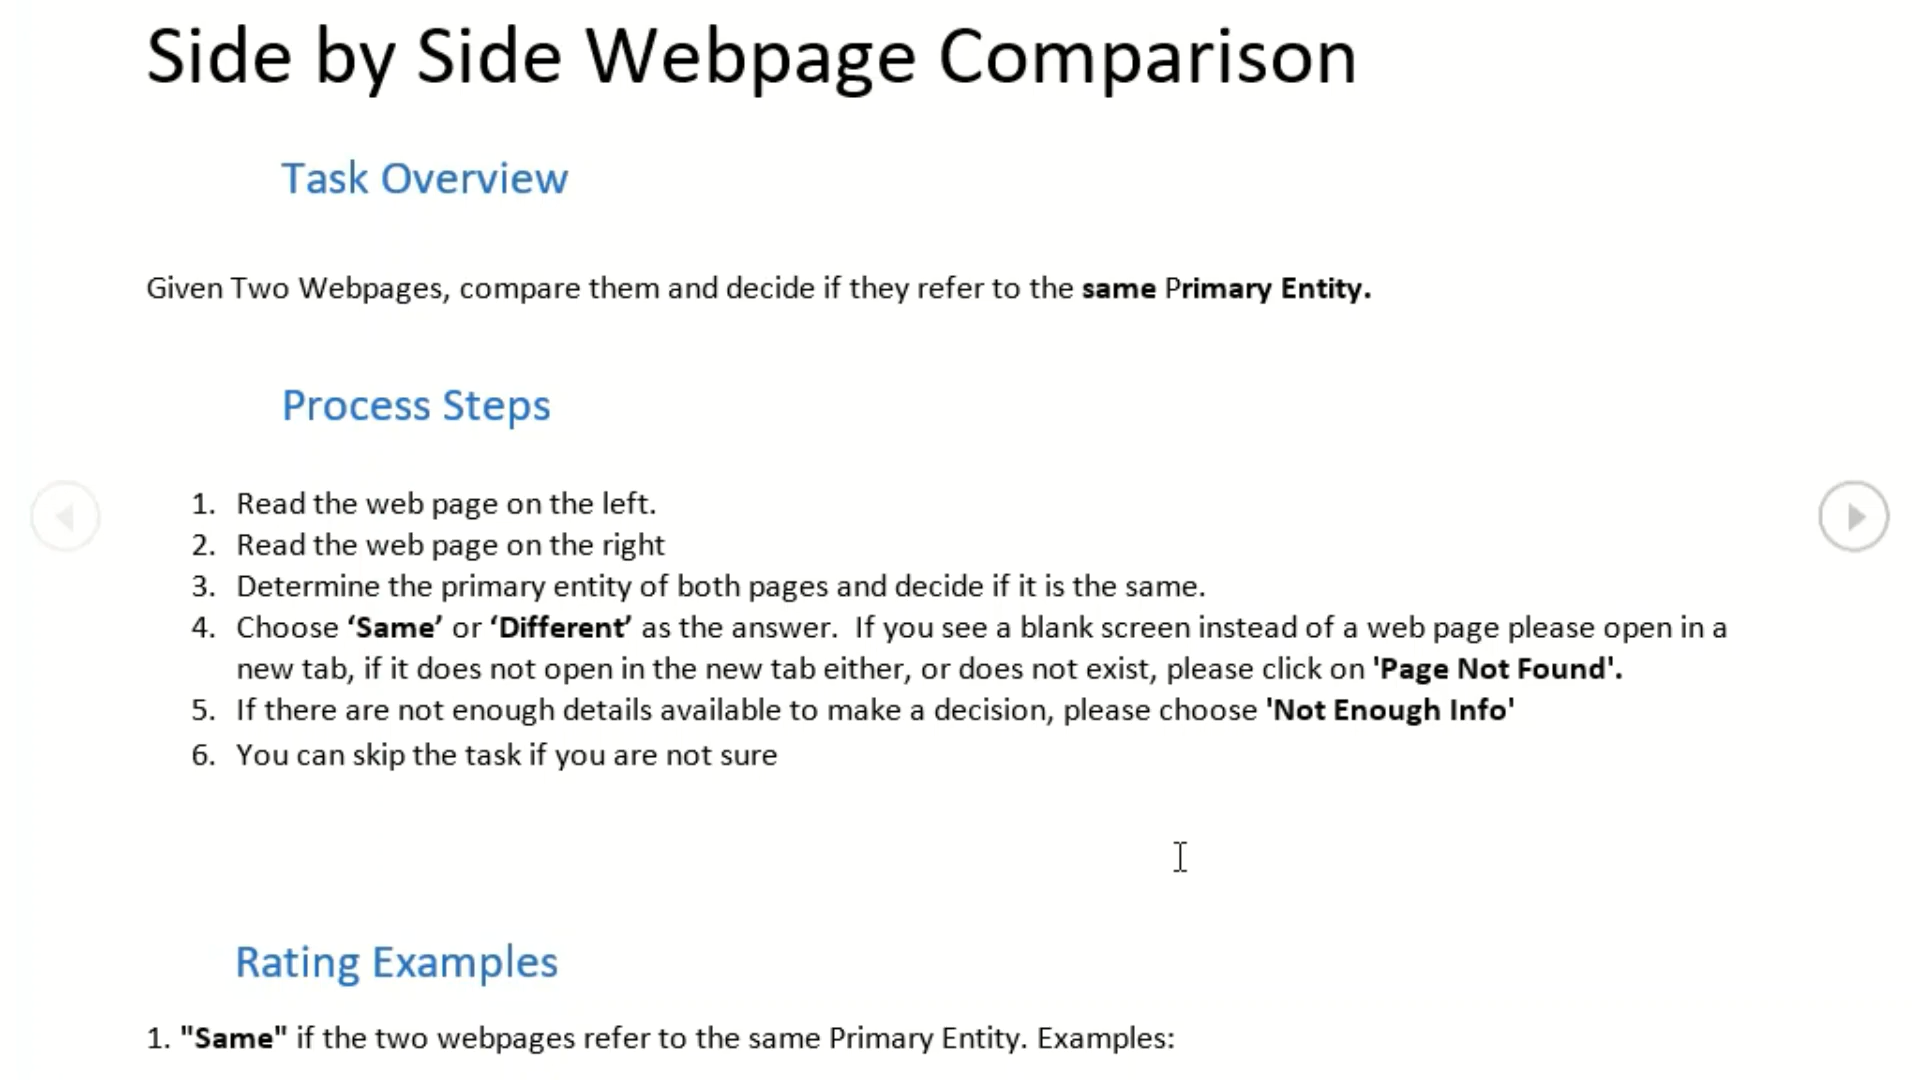 Side by Side Webpage Comparison
Task Overview
Given Two Webpages, compare them and decide if they refer to the same Primary Entity.
Process Steps
1. Read the web page on the left.
2. Read the web page on the right
3. Determine the primary entity of both pages and decide if it is the same.
4. Choose ‘Same’ or ‘Different’ as the answer.  If you see a blank screen instead of a web page please open in a
new tab, if it does not open in the new tab either, or does not exist, please click on 'Page Not Found'.
5. If there are not enough details available to make a decision, please choose 'Not Enough Info'
6. You can skip the task if you are not sure
Rating Examples
1. "Same" if the two webpages refer to the same Primary Entity. Examples: